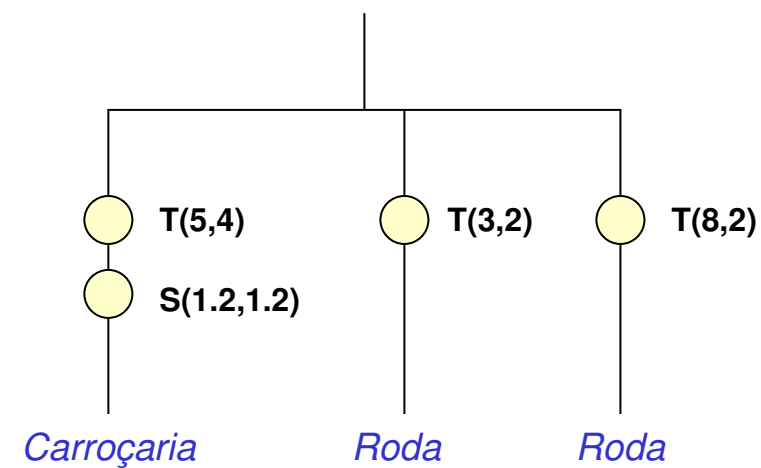 T(5,4) T(3,2) T(8,2)
S(1.2,1.2)
Carroçaria Roda Roda